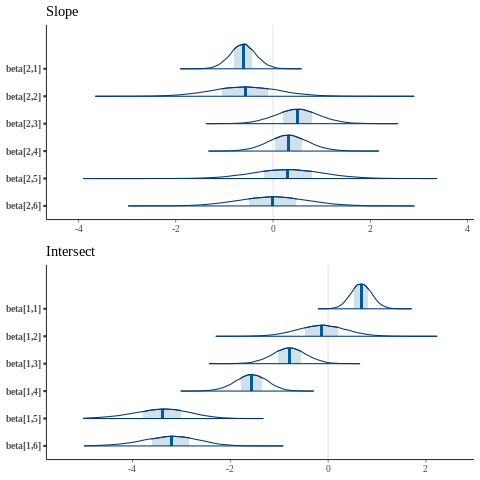 Slope
beta[2,1]
beta[2,2]
beta[2,3]
beta[2,4]
beta[2,5]
beta[2,6]
-4 -2 0 2 4
Intersect
beta[1,1]
beta[1,2]
beta[1,3]
beta[1,4]
beta[1,5]
beta[1,6]
-4 -2 0 2